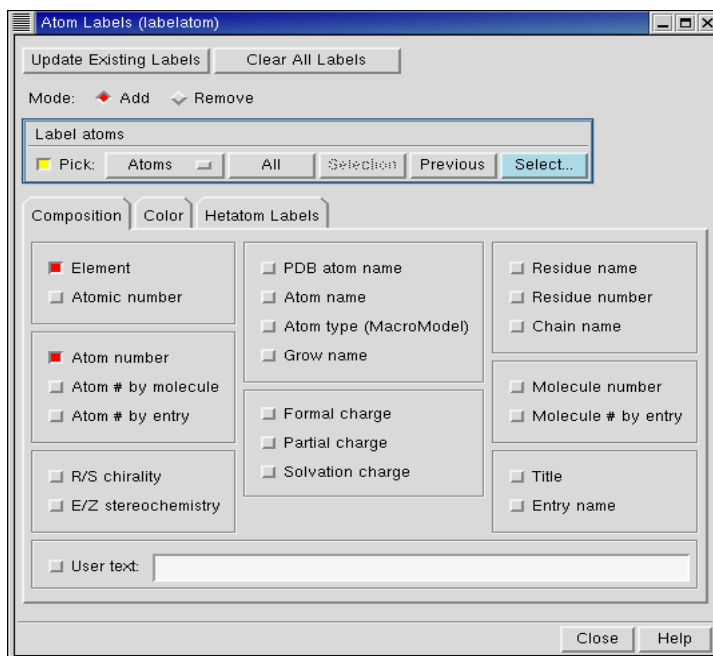 Atom Labels (labelatom)
Update Existing Labels Clear All Labels
Mode: Add Remove
Label atoms
Pick: Atoms All Selection Previous Select...
Composition Color Hetatom Labels
Element
Atomic number
Atom number
Atom # by molecule
Atom # by entry
R/S chirality
E/Z stereochemistry
PDB atom name
Atom name
Atom type (MacroModel)
Grow name
Formal charge
Partial charge
Solvation charge
Residue name
Residue number
Chain name
Molecule number
Molecule # by entry
Title
Entry name
User text:
Close Help